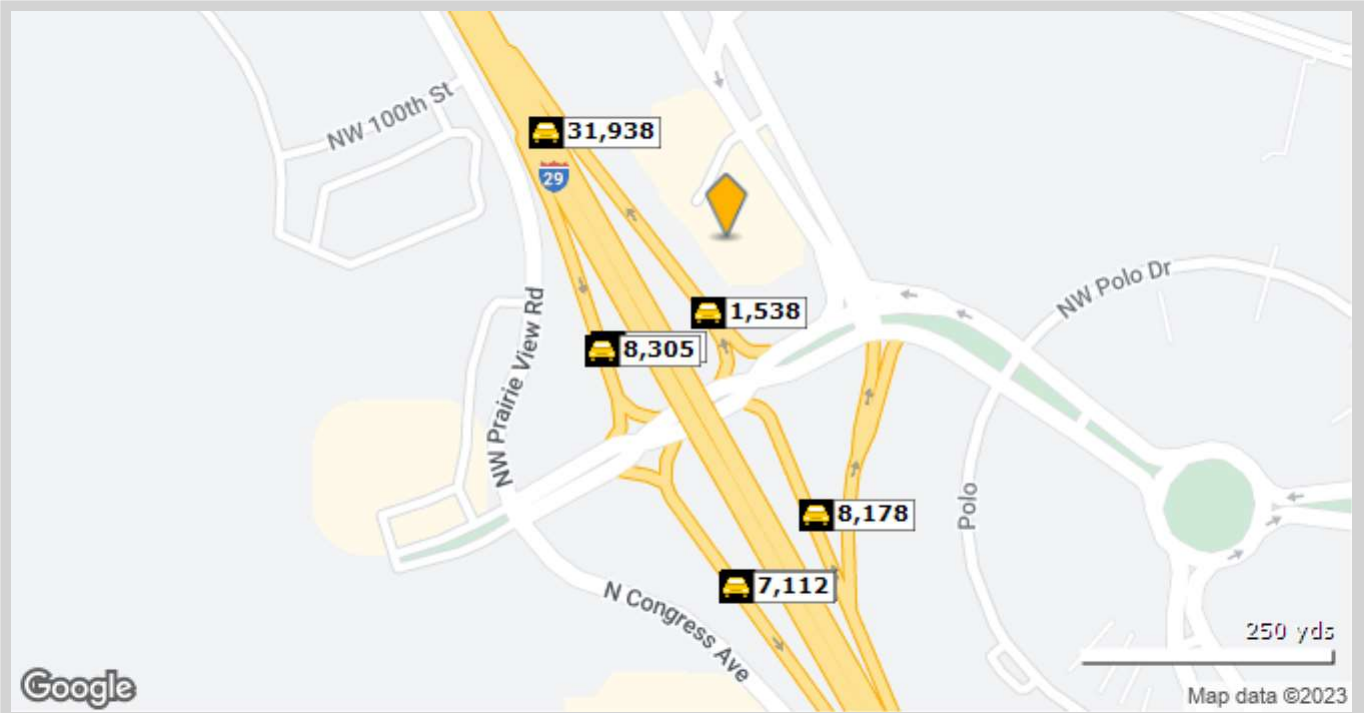 NW 100th St
31,938
29
NW Polo Dr
NW Prairie View Rd
1,538
8,305
Polo
8,178
7,112
N Congress Ave
250 yds
Google
Map data ©2023